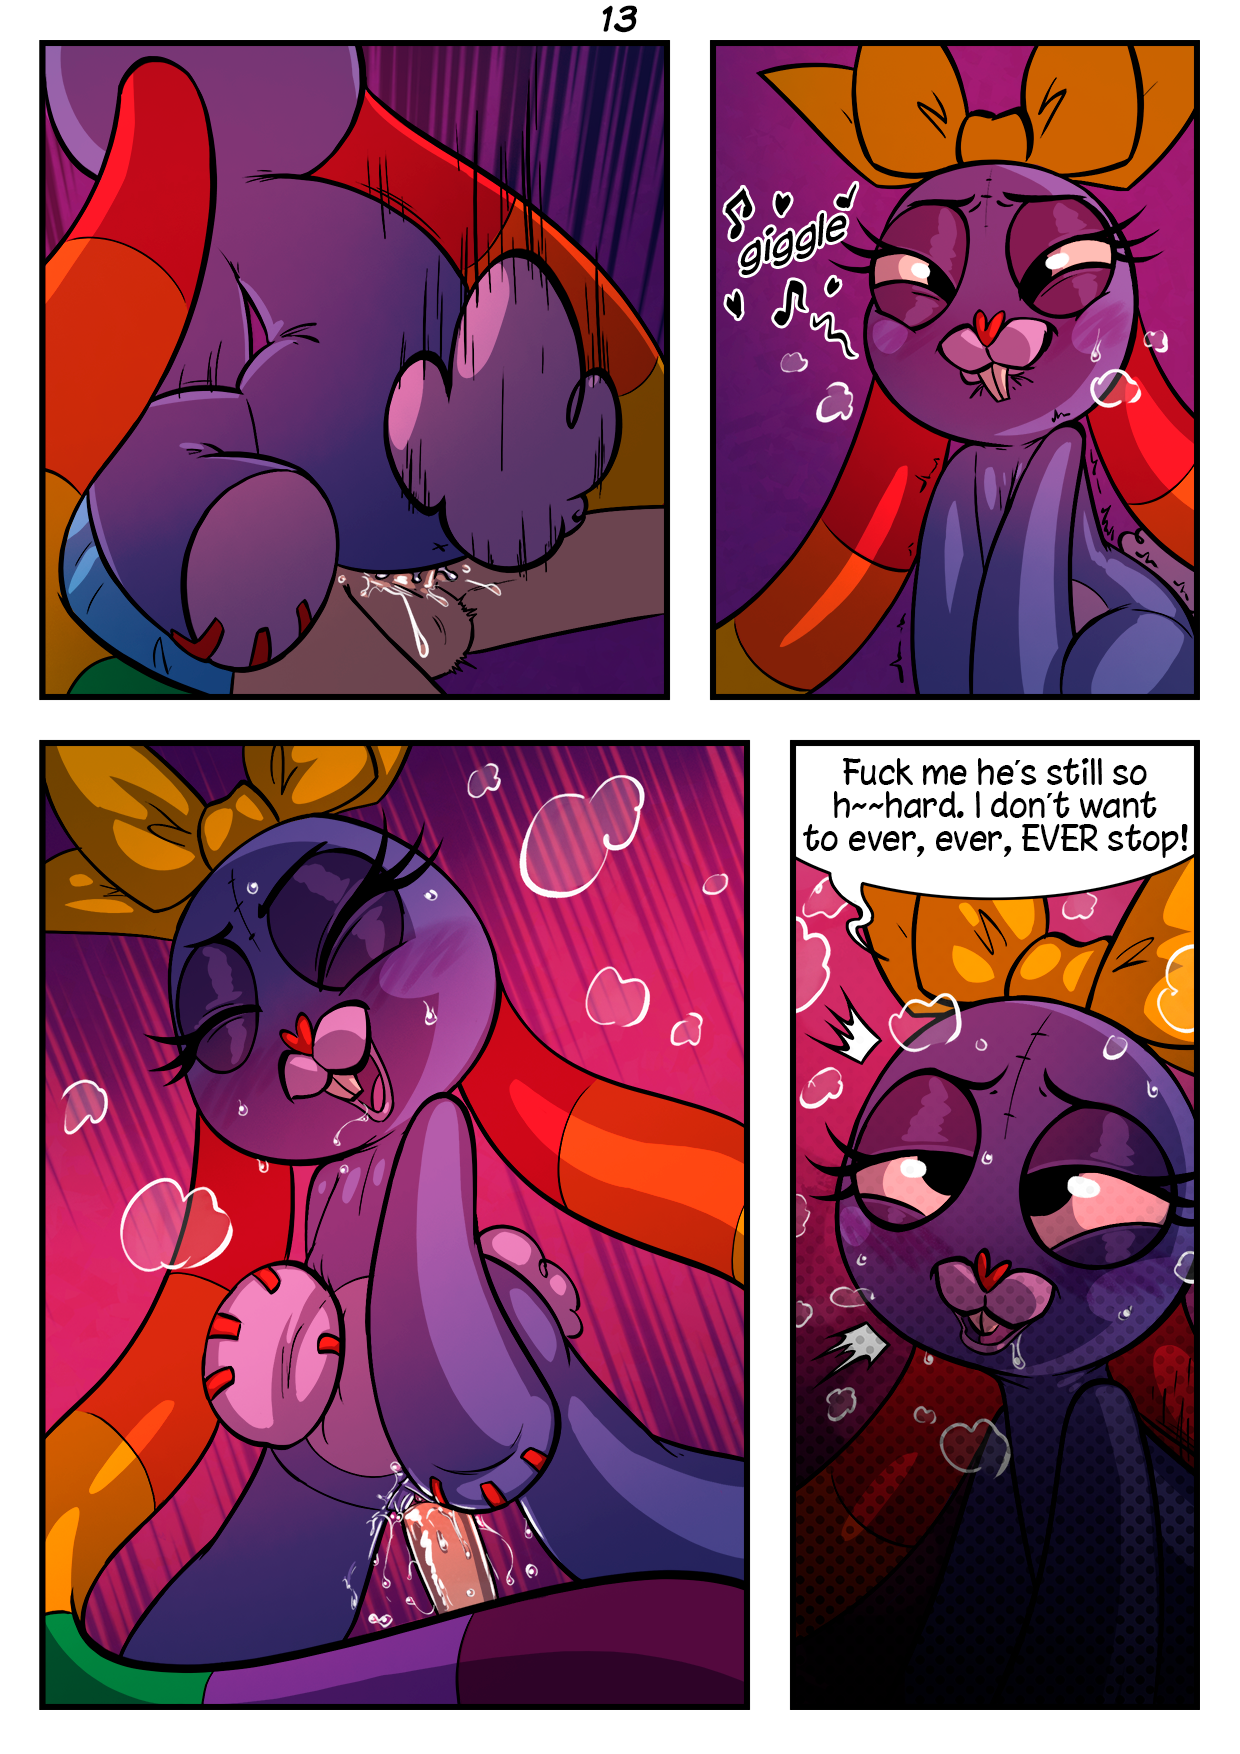 13
giggle
Fuck me he's still so
h~~hard. I don't want
to ever, ever, EVER stop!